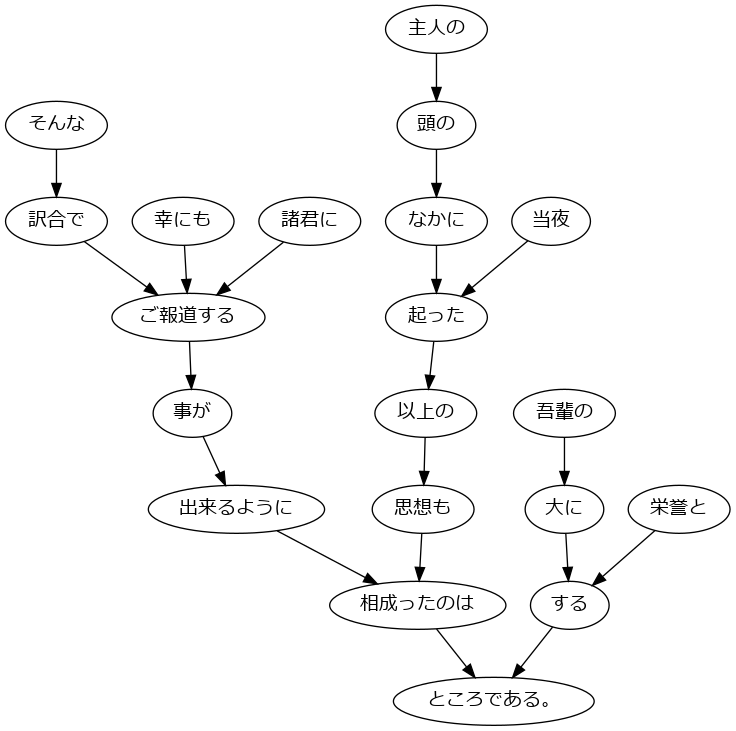 主人の
頭の
そんな
訳合で
幸にも
諸君に
なかに
当夜
ご報道する
起った
事が
以上の
吾輩の
出来るように
思想も
大に
栄誉と
相成ったのは
する
ところである。